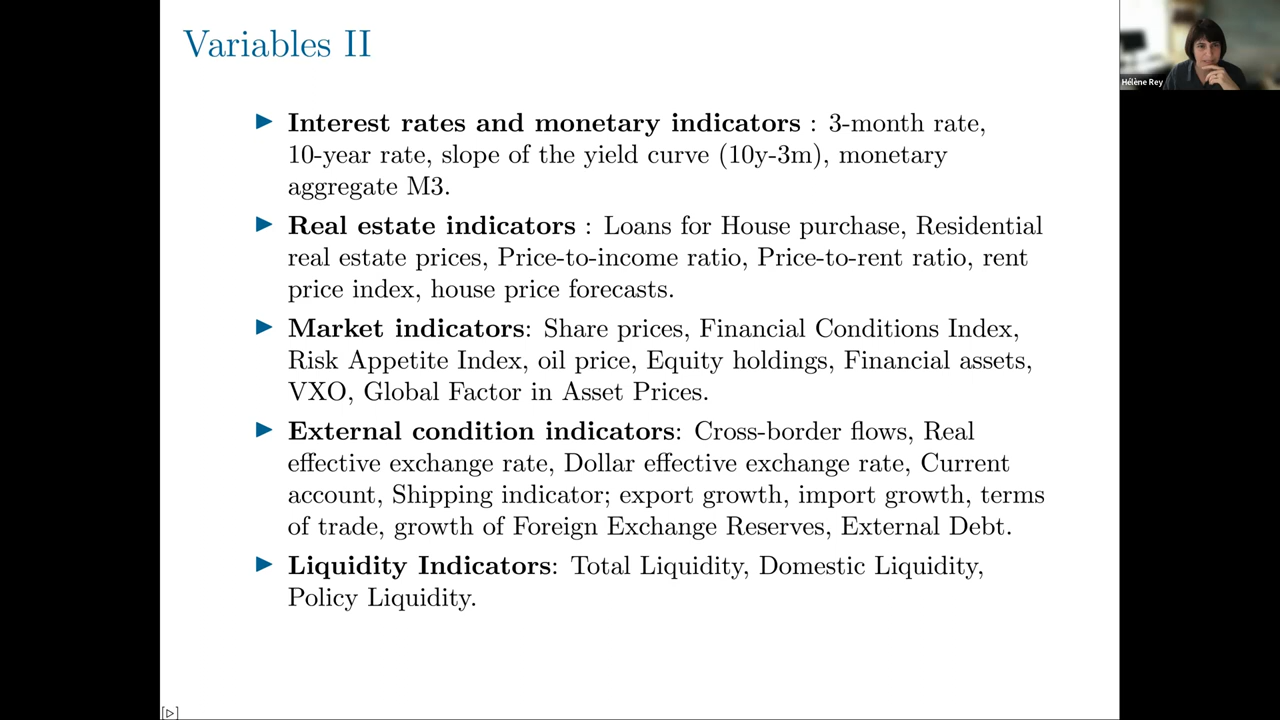 Variables II
Hélène Rey
▶ Interest rates and monetary indicators : 3-month rate,
10-year rate, slope of the yield curve (10y-3m), monetary
aggregate M3.
▶ Real estate indicators : Loans for House purchase, Residential
real estate prices, Price-to-income ratio, Price-to-rent ratio, rent
price index, house price forecasts.
▶ Market indicators: Share prices, Financial Conditions Index,
Risk Appetite Index, oil price, Equity holdings, Financial assets,
VXO, Global Factor in Asset Prices.
▶ External condition indicators: Cross-border flows, Real
effective exchange rate, Dollar effective exchange rate, Current
account, Shipping indicator; export growth, import growth, terms
of trade, growth of Foreign Exchange Reserves, External Debt.
▶ Liquidity Indicators: Total Liquidity, Domestic Liquidity,
Policy Liquidity.